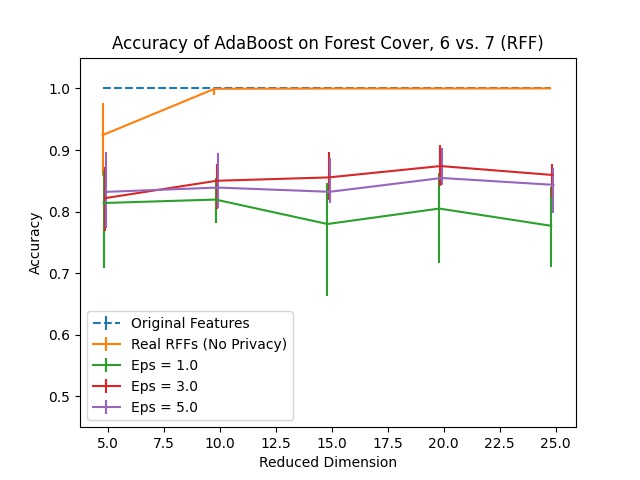 Accuracy of AdaBoost on Forest Cover, 6 vs. 7 (RFF)
1.0
0.9
0.8
0.7
0.6
0.5
Accuracy
Original Features
Real RFFs (No Privacy)
Eps = 1.0
Eps = 3.0
Eps = 5.0
5.0 7.5 10.0 12.5 15.0 17.5 20.0 22.5 25.0
Reduced Dimension